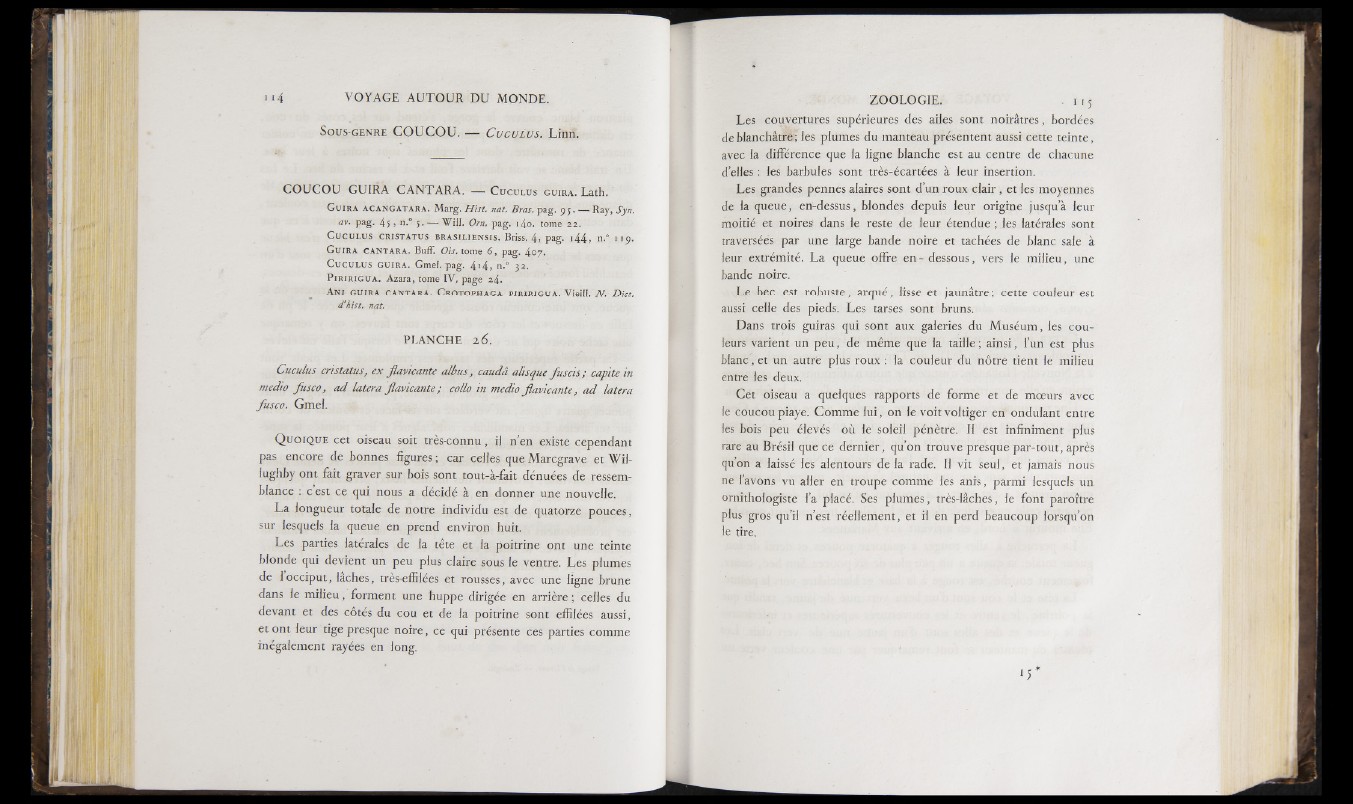 114 VOYAGE AUTOUR DU MONDE.
SOUS-GENRE COUCOU. — CUCULUS. Linn.
COUCOU GUIRA CANTARA. — CUCULUS GUIRA. Lath.
GUIRA ACANGATARA. Marg. Hist. nat. Bras. pag. 95. — Ray, Syn.
av. pag. 45, n.° 5. — Will. Orn. pag. 140. tome 22.
CUCULUS CRISTATUS BRASILIENSIS. Briss. 4, pag. 144, n.° 119.
GUIRA CANTARA. Buff. Ois. tome 6, pag. 407.
CUCULUS GUIRA. Gmel. pag. 414, n.° 32.
PIRIRIGUA. Azara, tome IV, page 24.
ANI GUIRA CANTARA. CROTOPHAGA PIRIRIGUA. Vieill. N. Dict.
d'hist. nat.
PLANCHE 26.
Cuculus cristatus, ex flavicante albus, caudâ alisque fuscis; capite in
medio fusco, ad latera flavicante; collo in medio flavicante, ad latera
fusco. Gmel.
QUOIQUE cet oiseau soit très-connu, il n'en existe cependant
pas encore de bonnes figures; car celles que Marcgrave et Wil-
lughby ont fait graver sur bois sont tout-à-fait dénuées de ressem-
blance : c'est ce qui nous a décidé à en donner une nouvelle.
La longueur totale de notre individu est de quatorze pouces,
sur lesquels la queue en prend environ huit.
Les parties latérales de la tête et la poitrine ont une teinte
blonde qui devient un peu plus claire sous le ventre. Les plumes
de l'occiput, lâches, très-effilées et rousses, avec une ligne brune
dans le milieu, forment une huppe dirigée en arrière; celles du
devant et des côtés du cou et de la poitrine sont effilées aussi,
et ont leur tige presque noire, ce qui présente ces parties comme
inégalement rayées en long.
ZOOLOGIE. 115
Les couvertures supérieures des ailes sont noirâtres, bordées
de blanchâtre; les plumes du manteau présentent aussi cette teinte,
avec la différence que la ligne blanche est au centre de chacune
d'elles : les barbules sont très-écartées à leur insertion.
Les grandes pennes alaires sont d'un roux clair, et les moyennes
de la queue, en-dessus, blondes depuis leur origine jusqu'à leur
moitié et noires dans le reste de leur étendue; les latérales sont
traversées par une large bande noire et tachées de blanc sale à
leur extrémité. La queue offre en-dessous, vers le milieu, une
bande noire.
Le bec est robuste, arqué, lisse et jaunâtre; cette couleur est
aussi celle des pieds. Les tarses sont bruns.
Dans trois guiras qui sont aux galeries du Muséum, les cou-
leurs varient un peu, de même que la taille; ainsi, l'un est plus
blanc, et un autre plus roux : la couleur du nôtre tient le milieu
entre les deux.
Cet oiseau a quelques rapports de forme et de mœurs avec
le coucou piaye. Comme lui, on le voit voltiger en ondulant entre
les bois peu élevés où le soleil pénètre. Il est infiniment plus
rare au Brésil que ce dernier, qu'on trouve presque par-tout, après
qu'on a laissé les alentours de la rade. Il vit seul, et jamais nous
ne l'avons vu aller en troupe comme les anis, parmi lesquels un
ornithologiste l'a placé. Ses plumes, très-lâches, le font paroître
plus gros qu'il n'est réellement, et il en perd beaucoup lorsqu'on
le tire.
15*